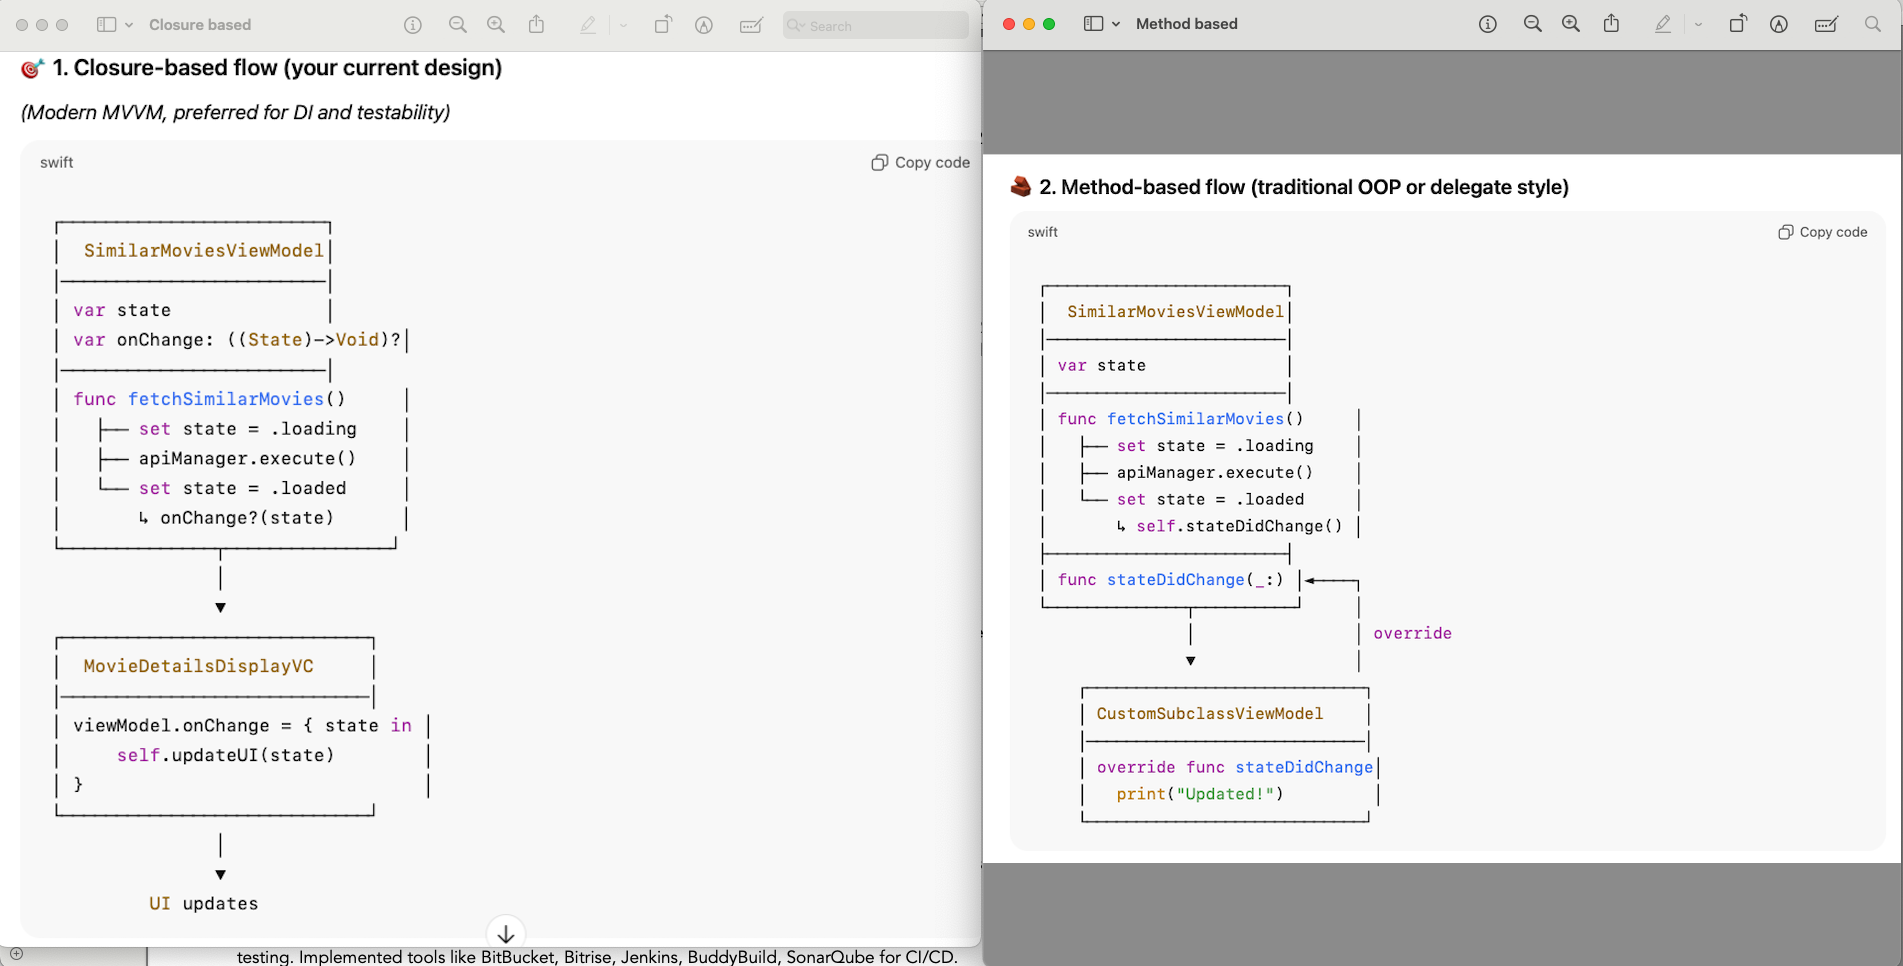 Closure based
Search
🎯 1. Closure-based flow (your current design)
(Modern MVVM, preferred for DI and testability)
swift
Copy code
SimilarMoviesViewModel
var state
var onChange: ((State)->Void)?
func fetchSimilarMovies()
├── set state = .loading
├── apiManager.execute()
└── set state = .loaded
↳ onChange?(state)
▼
MovieDetailsDisplayVC
viewModel.onChange = { state in
self.updateUI(state)
}
▼
UI updates
testing. Implemented tools like BitBucket, Bitrise, Jenkins, BuddyBuild, SonarQube for CI/CD.
Method based
🧱 2. Method-based flow (traditional OOP or delegate style)
swift
Copy code
SimilarMoviesViewModel
var state
func fetchSimilarMovies()
├── set state = .loading
├── apiManager.execute()
└── set state = .loaded
↳ self.stateDidChange()
func stateDidChange(_:)
override
▼
CustomSubclassViewModel
override func stateDidChange
print("Updated!")